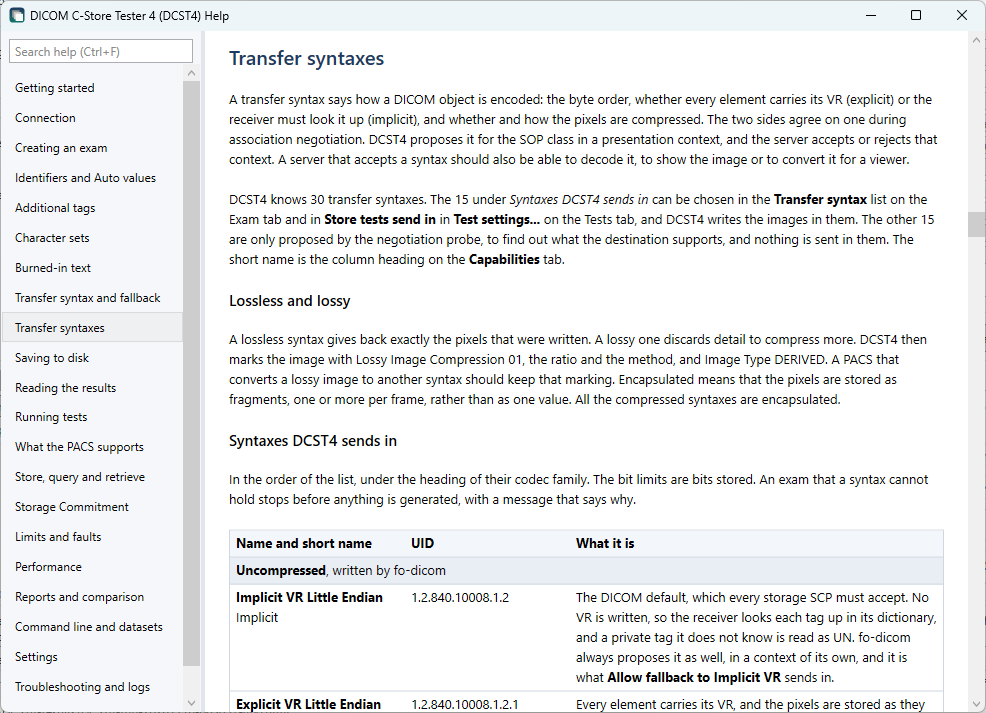 DICOM C-Store Tester 4 (DCST4) Help
Search help (Ctrl+F)
Getting started
Connection
Creating an exam
Identifiers and Auto values
Additional tags
Character sets
Burned-in text
Transfer syntax and fallback
Transfer syntaxes
Saving to disk
Reading the results
Running tests
What the PACS supports
Store, query and retrieve
Storage Commitment
Limits and faults
Performance
Reports and comparison
Command line and datasets
Settings
Troubleshooting and logs
Transfer syntaxes
A transfer syntax says how a DICOM object is encoded: the byte order, whether every element carries its VR (explicit) or the
receiver must look it up (implicit), and whether and how the pixels are compressed. The two sides agree on one during
association negotiation. DCST4 proposes it for the SOP class in a presentation context, and the server accepts or rejects that
context. A server that accepts a syntax should also be able to decode it, to show the image or to convert it for a viewer.
DCST4 knows 30 transfer syntaxes. The 15 under Syntaxes DCST4 sends in can be chosen in the Transfer syntax list on the
Exam tab and in Store tests send in in Test settings... on the Tests tab, and DCST4 writes the images in them. The other 15
are only proposed by the negotiation probe, to find out what the destination supports, and nothing is sent in them. The
short name is the column heading on the Capabilities tab.
Lossless and lossy
A lossless syntax gives back exactly the pixels that were written. A lossy one discards detail to compress more. DCST4 then
marks the image with Lossy Image Compression 01, the ratio and the method, and Image Type DERIVED. A PACS that
converts a lossy image to another syntax should keep that marking. Encapsulated means that the pixels are stored as
fragments, one or more per frame, rather than as one value. All the compressed syntaxes are encapsulated.
Syntaxes DCST4 sends in
In the order of the list, under the heading of their codec family. The bit limits are bits stored. An exam that a syntax cannot
hold stops before anything is generated, with a message that says why.
Name and short name UID What it is
Uncompressed, written by fo-dicom
Implicit VR Little Endian 1.2.840.10008.1.2 The DICOM default, which every storage SCP must accept. No
Implicit VR is written, so the receiver looks each tag up in its dictionary,
and a private tag it does not know is read as UN. fo-dicom
always proposes it as well, in a context of its own, and it is
what Allow fallback to Implicit VR sends in.
Explicit VR Little Endian 1.2.840.10008.1.2.1 Every element carries its VR, and the pixels are stored as they